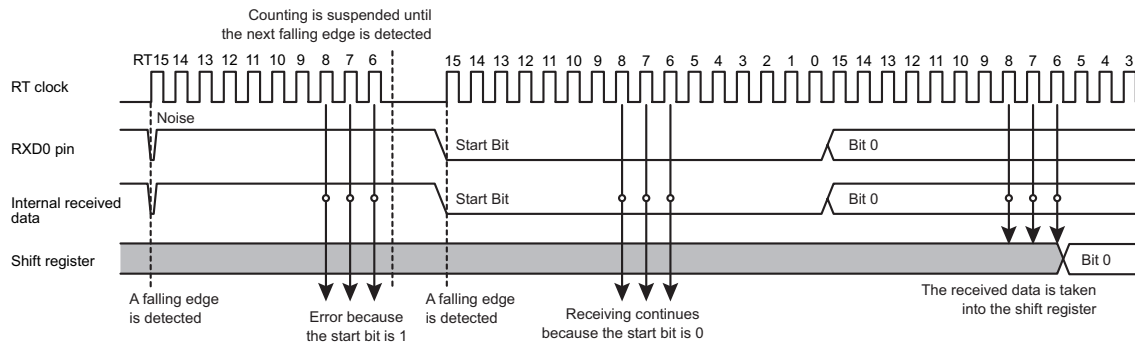 Counting is suspended until
the next falling edge is detected
RT15 14 13 12 11 10 9 8 7 6 15 14 13 12 11 10 9 8 7 6 5 4 3 2 1 0 15 14 13 12 11 10 9 8 7 6 5 4 3
RT clock
Noise
RXD0 pin
Start Bit
Bit 0
Internal received
data
Start Bit
Bit 0
Shift register
Bit 0
A falling edge
is detected
Error because
the start bit is 1
A falling edge
is detected
Receiving continues
because the start bit is 0
The received data is taken
into the shift register